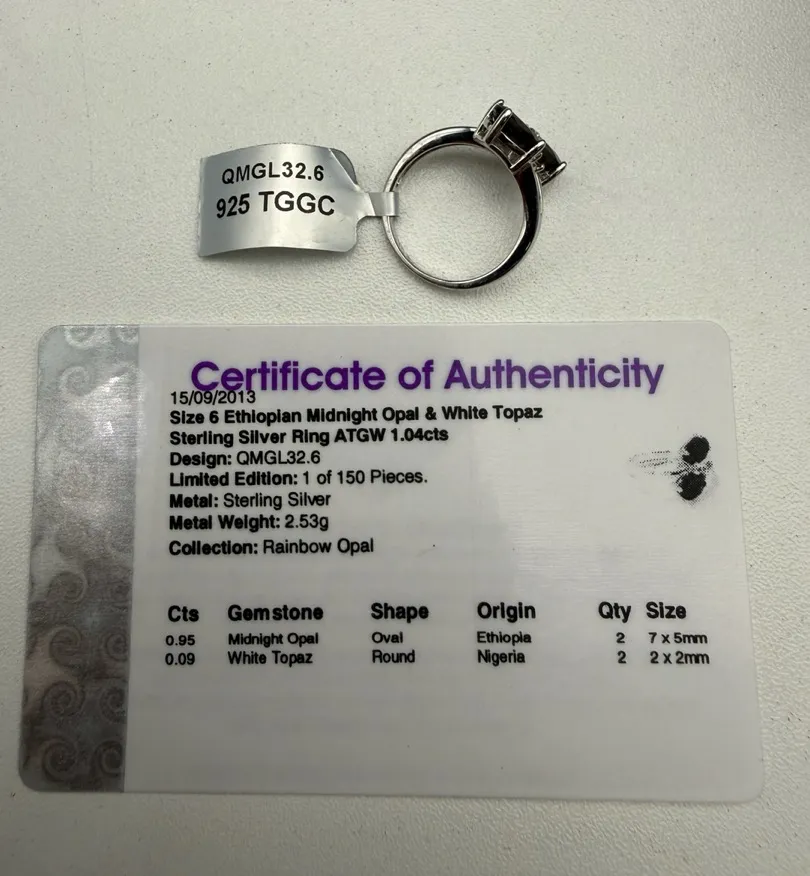 QMGL32.6
925 TGGC
Certificate of Authenticity
15/09/2013
Size 6 Ethiopian Midnight Opal & White Topaz
Sterling Silver Ring ATGW 1.04cts
Design: QMGL32.6
Limited Edition: 1 of 150 Pieces.
Metal: Sterling Silver
Metal Weight: 2.53g
Collection: Rainbow Opal
Cts Gemstone Shape Origin Qty Size
0.95 Midnight Opal Oval Ethiopia 2 7 x 5mm
0.09 White Topaz Round Nigeria 2 2 x 2mm